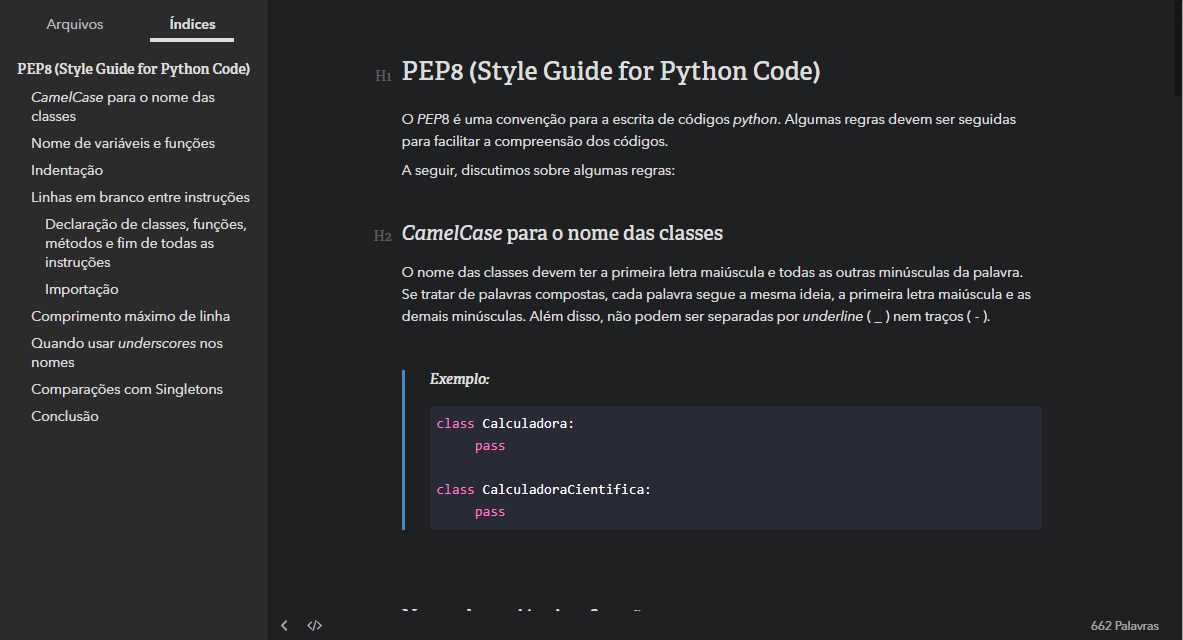 Arquivos
Índices
PEP8 (Style Guide for Python Code)
CamelCase para o nome das
classes
Nome de variáveis e funções
Indentação
Linhas em branco entre instruções
Declaração de classes, funções,
métodos e fim de todas as
instruções
Importação
Comprimento máximo de linha
Quando usar underscores nos
nomes
Comparações com Singletons
Conclusão
H1 PEP8 (Style Guide for Python Code)
O PEP8 é uma convenção para a escrita de códigos python. Algumas regras devem ser seguidas
para facilitar a compreensão dos códigos.
A seguir, discutimos sobre algumas regras:
H2 CamelCase para o nome das classes
O nome das classes devem ter a primeira letra maiúscula e todas as outras minúsculas da palavra.
Se tratar de palavras compostas, cada palavra segue a mesma ideia, a primeira letra maiúscula e as
demais minúsculas. Além disso, não podem ser separadas por underline ( _ ) nem traços ( - ).
Exemplo:
class Calculadora:
pass
class CalculadoraCientifica:
pass
</> 
662 Palavras